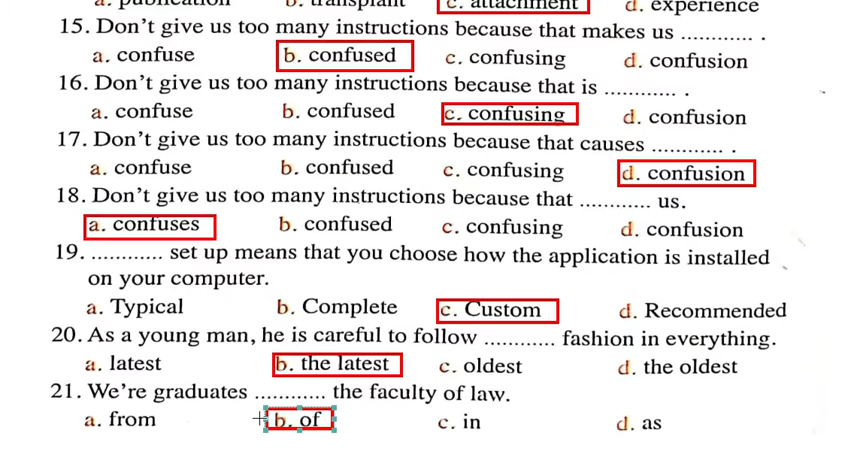 a. publication b. transplant c. attachment d. experience
15. Don't give us too many instructions because that makes us ............ .
a. confuse b. confused c. confusing d. confusion
16. Don't give us too many instructions because that is ............ .
a. confuse b. confused c. confusing d. confusion
17. Don't give us too many instructions because that causes ............ .
a. confuse b. confused c. confusing d. confusion
18. Don't give us too many instructions because that ............ us.
a. confuses b. confused c. confusing d. confusion
19. ............ set up means that you choose how the application is installed
on your computer.
a. Typical b. Complete c. Custom d. Recommended
20. As a young man, he is careful to follow ............ fashion in everything.
a. latest b. the latest c. oldest d. the oldest
21. We're graduates ............ the faculty of law.
a. from b. of c. in d. as